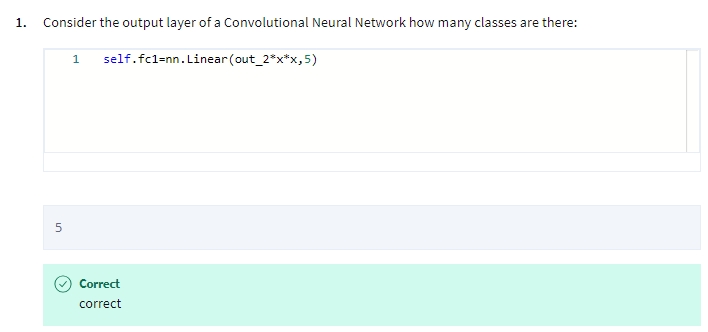 1. Consider the output layer of a Convolutional Neural Network how many classes are there:
1 self.fc1=nn.Linear(out_2*x*x,5)
5
Correct
correct